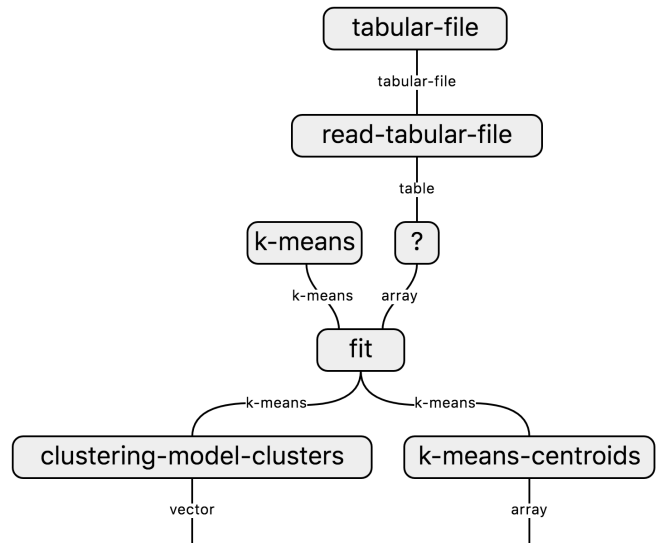 tabular-file
tabular-file
read-tabular-file
table
k-means
?
k-means
array
fit
k-means
k-means
clustering-model-clusters
k-means-centroids
vector
array